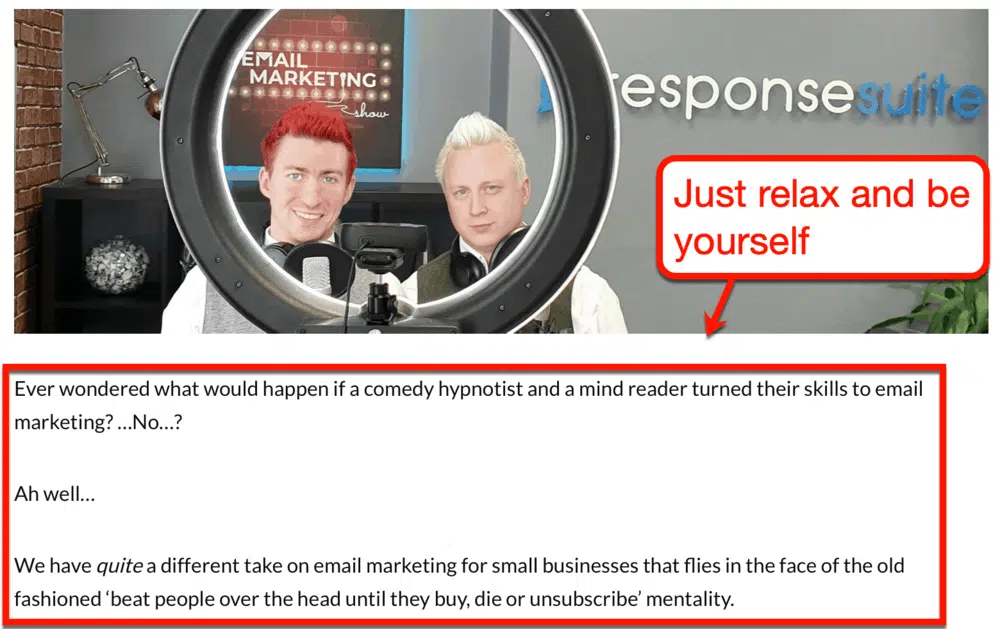 EMAIL
MARKETING
show
responsesuite
Just relax and be
yourself
Ever wondered what would happen if a comedy hypnotist and a mind reader turned their skills to email
marketing? …No…?
Ah well…
We have quite a different take on email marketing for small businesses that flies in the face of the old
fashioned ‘beat people over the head until they buy, die or unsubscribe’ mentality.